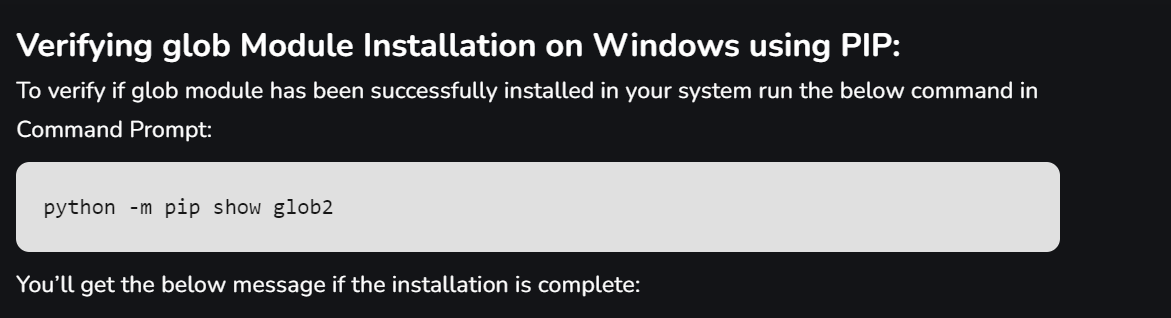 Verifying glob Module Installation on Windows using PIP:
To verify if glob module has been successfully installed in your system run the below command in
Command Prompt:
python -m pip show glob2
You’ll get the below message if the installation is complete: